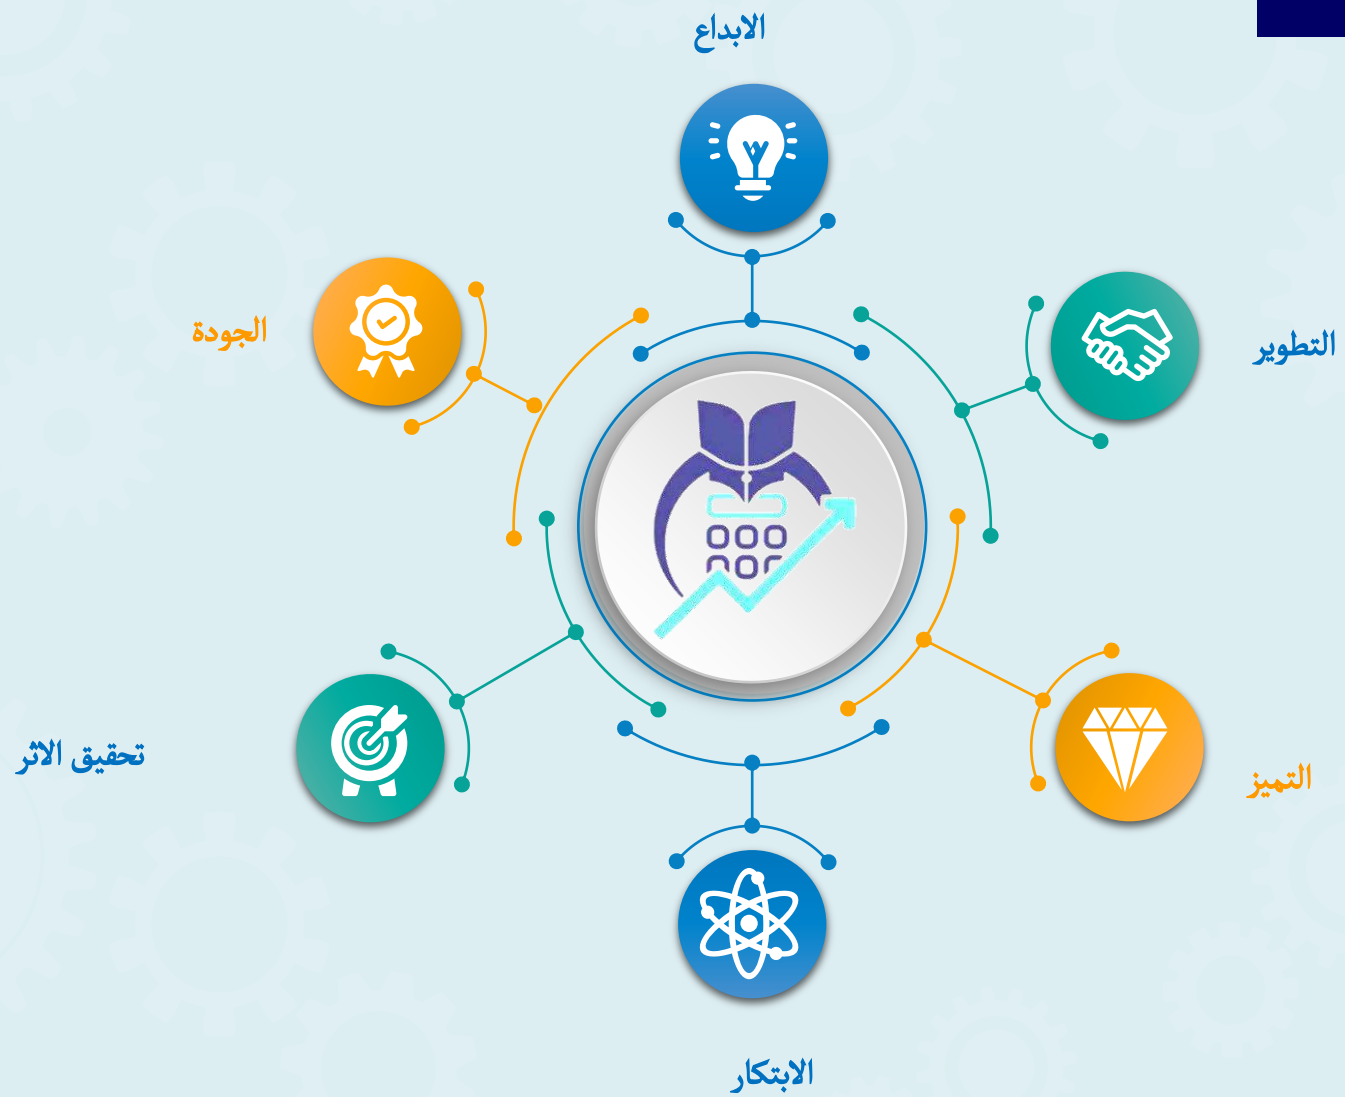 الابداع
التطوير
الجودة
التميز
تحقيق الاثر
الابتكار